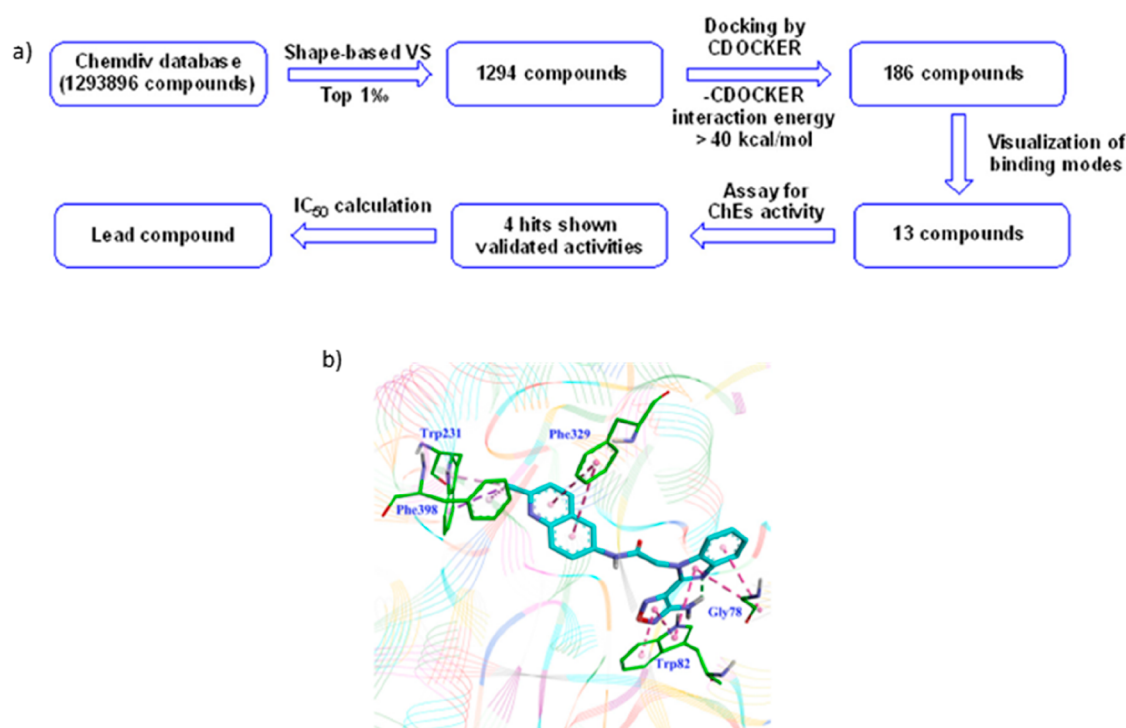 a)
Chemdiv database
(1293896 compounds)
Shape-based VS
Top 1‰
1294 compounds
Docking by
CDOCKER
-CDOCKER
interaction energy
> 40 kcal/mol
186 compounds
Visualization of
binding modes
13 compounds
Assay for
ChEs activity
4 hits shown
validated activities
IC50 calculation
Lead compound
b)
Trp231
Phe329
Phe398
Gly78
Trp82